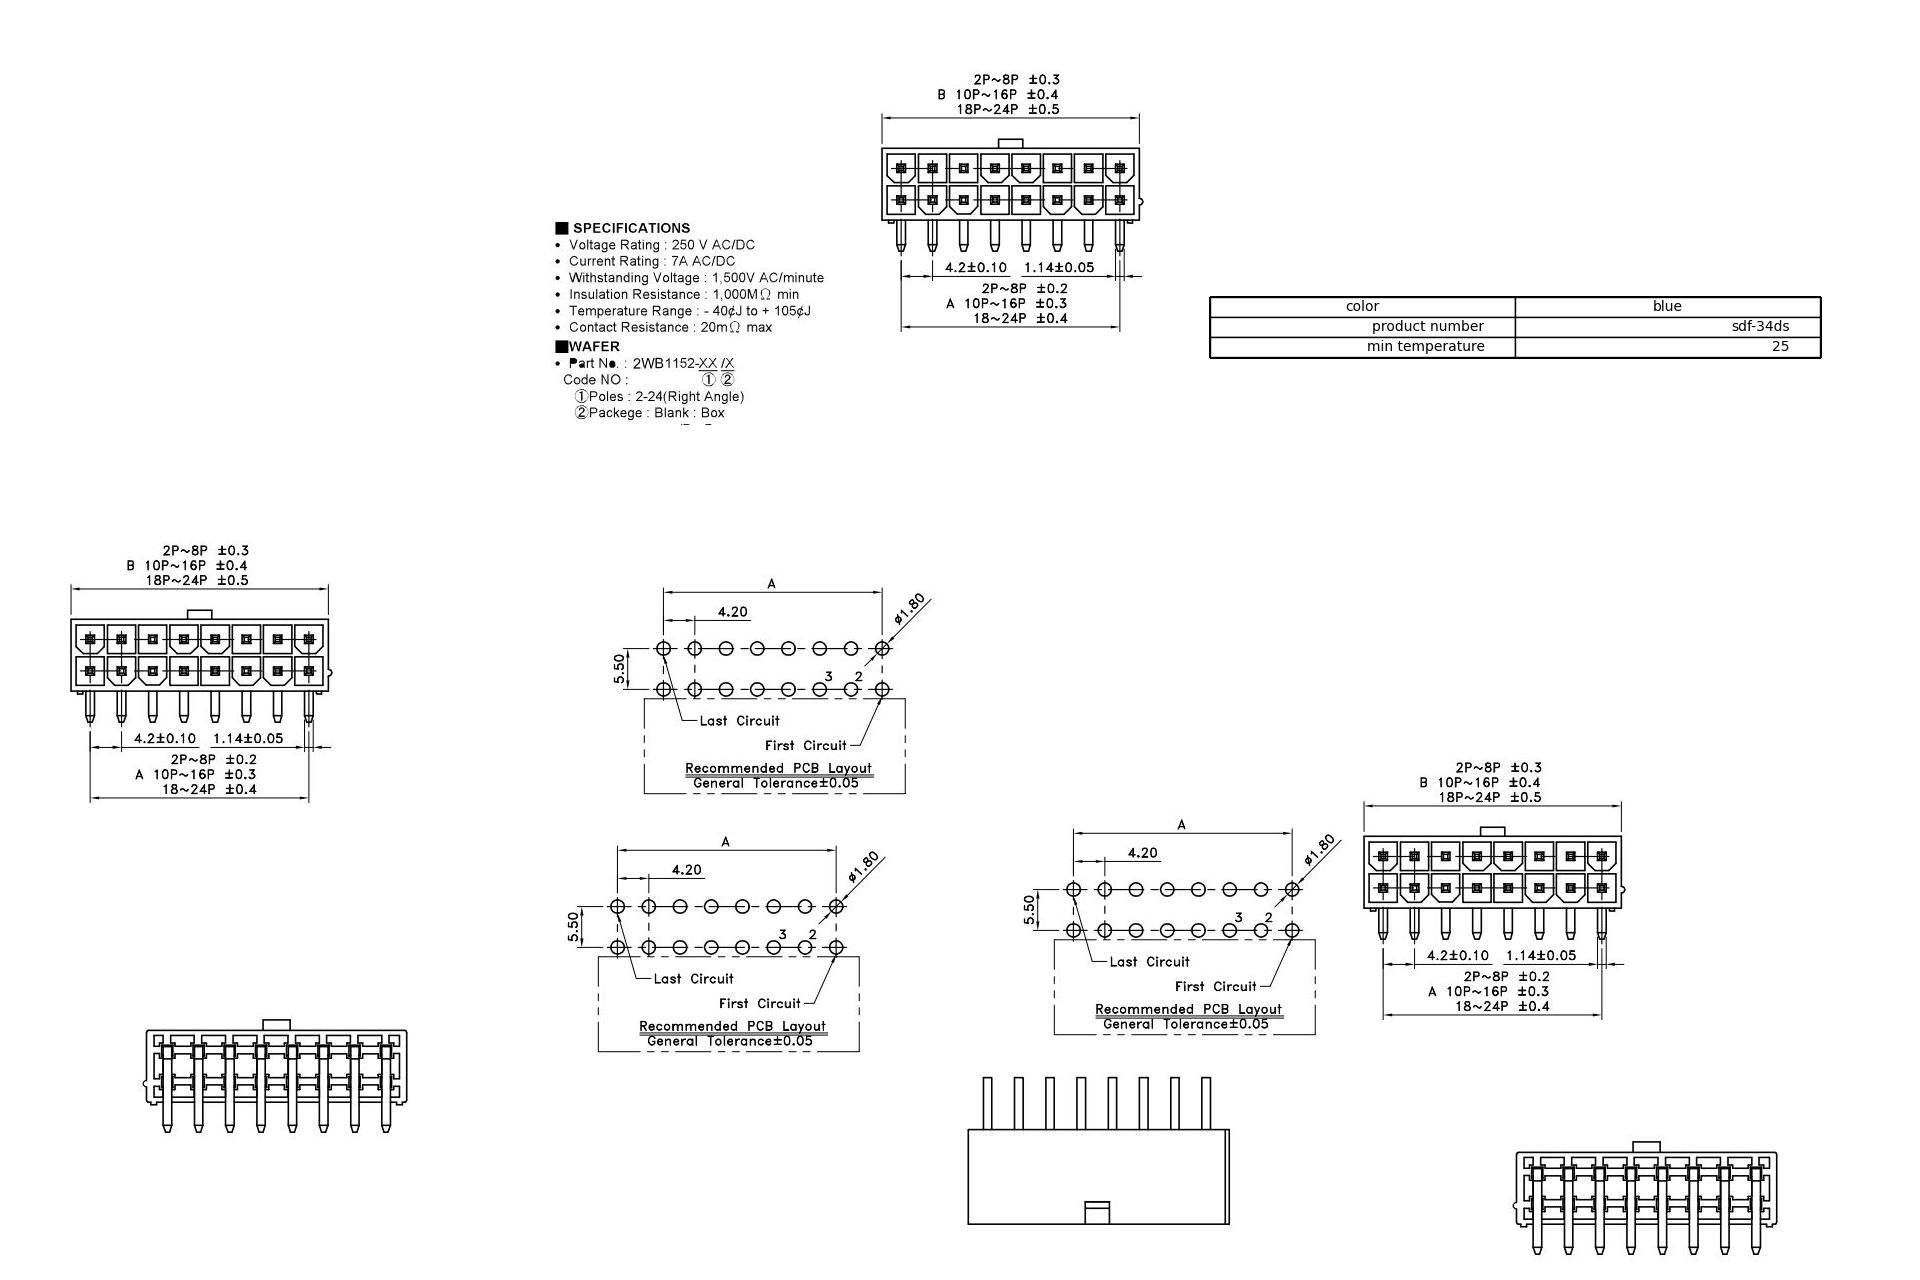 2P~8P ±0.3
B 10P~16P ±0.4
18P~24P ±0.5
4.2±0.10 1.14±0.05
2P~8P ±0.2
A 10P~16P ±0.3
18~24P ±0.4
■ SPECIFICATIONS
• Voltage Rating : 250 V AC/DC
• Current Rating : 7A AC/DC
• Withstanding Voltage : 1,500V AC/minute
• Insulation Resistance : 1,000MΩ min
• Temperature Range : - 40¢J to + 105¢J
• Contact Resistance : 20mΩ max
■WAFER
• Part No. : 2WB1152-XX /X
Code NO : ① ②
①Poles : 2-24(Right Angle)
②Packege : Blank : Box
color blue
product number sdf-34ds
min temperature 25
2P~8P ±0.3
B 10P~16P ±0.4
18P~24P ±0.5
4.2±0.10 1.14±0.05
2P~8P ±0.2
A 10P~16P ±0.3
18~24P ±0.4
A
4.20
ø1.80
5.50
3 2
Last Circuit
First Circuit
Recommended PCB Layout
General Tolerance±0.05
A
4.20
ø1.80
5.50
3 2
Last Circuit
First Circuit
Recommended PCB Layout
General Tolerance±0.05
A
4.20
ø1.80
5.50
3 2
Last Circuit
First Circuit
Recommended PCB Layout
General Tolerance±0.05
2P~8P ±0.3
B 10P~16P ±0.4
18P~24P ±0.5
4.2±0.10 1.14±0.05
2P~8P ±0.2
A 10P~16P ±0.3
18~24P ±0.4